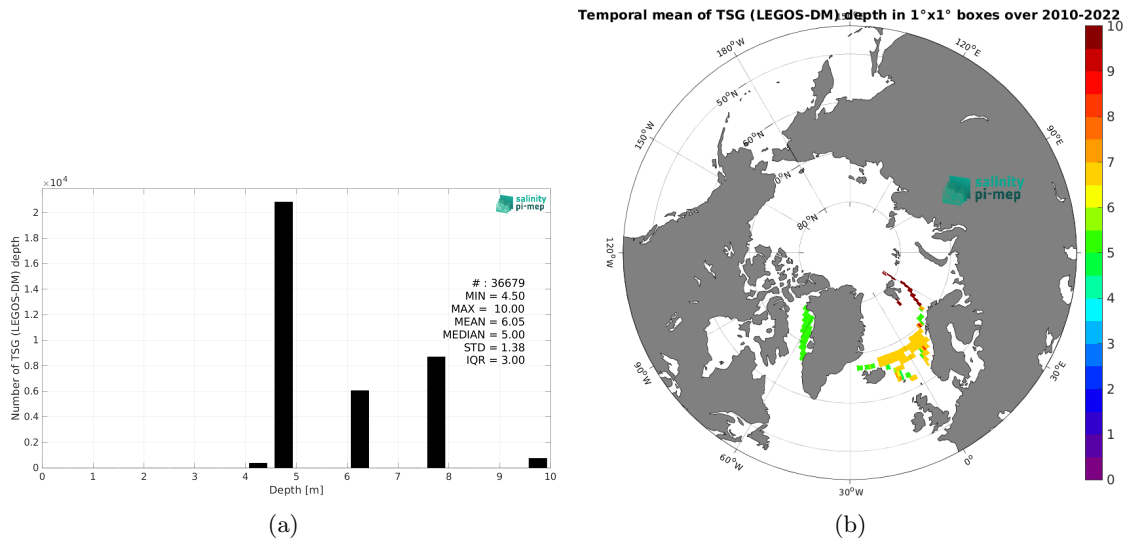 ×10⁴
2
1.8
1.6
1.4
1.2
1
0.8
0.6
0.4
0.2
0
Number of TSG (LEGOS-DM) depth
salinity
pi-mep
# : 36679
MIN = 4.50
MAX = 10.00
MEAN = 6.05
MEDIAN = 5.00
STD = 1.38
IQR = 3.00
0 1 2 3 4 5 6 7 8 9 10
Depth [m]
(a)
Temporal mean of TSG (LEGOS-DM) depth in 1°x1° boxes over 2010-2022
180°W
120°E
150°W
90°E
120°W
60°E
90°W
30°E
60°W
0°
30°W
50°N
60°N
0°N
80°N
salinity
pi-mep
10
9
8
7
6
5
4
3
2
1
0
(b)